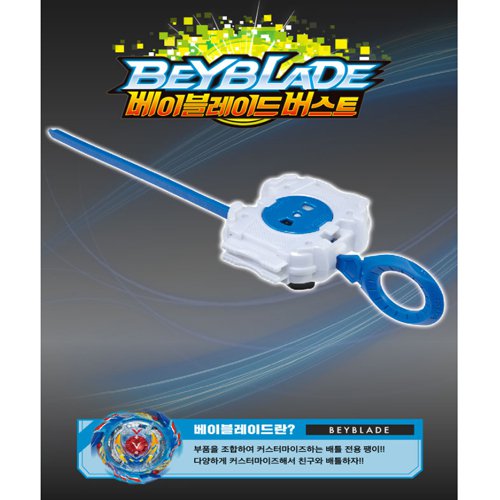 BEYBLADE
베이블레이드 버스트
베이블레이드란?
BEYBLADE
부품을 조합하여 커스터마이즈하는 배틀 전용 팽이!!
다양하게 커스터마이즈해서 친구와 배틀하자!!